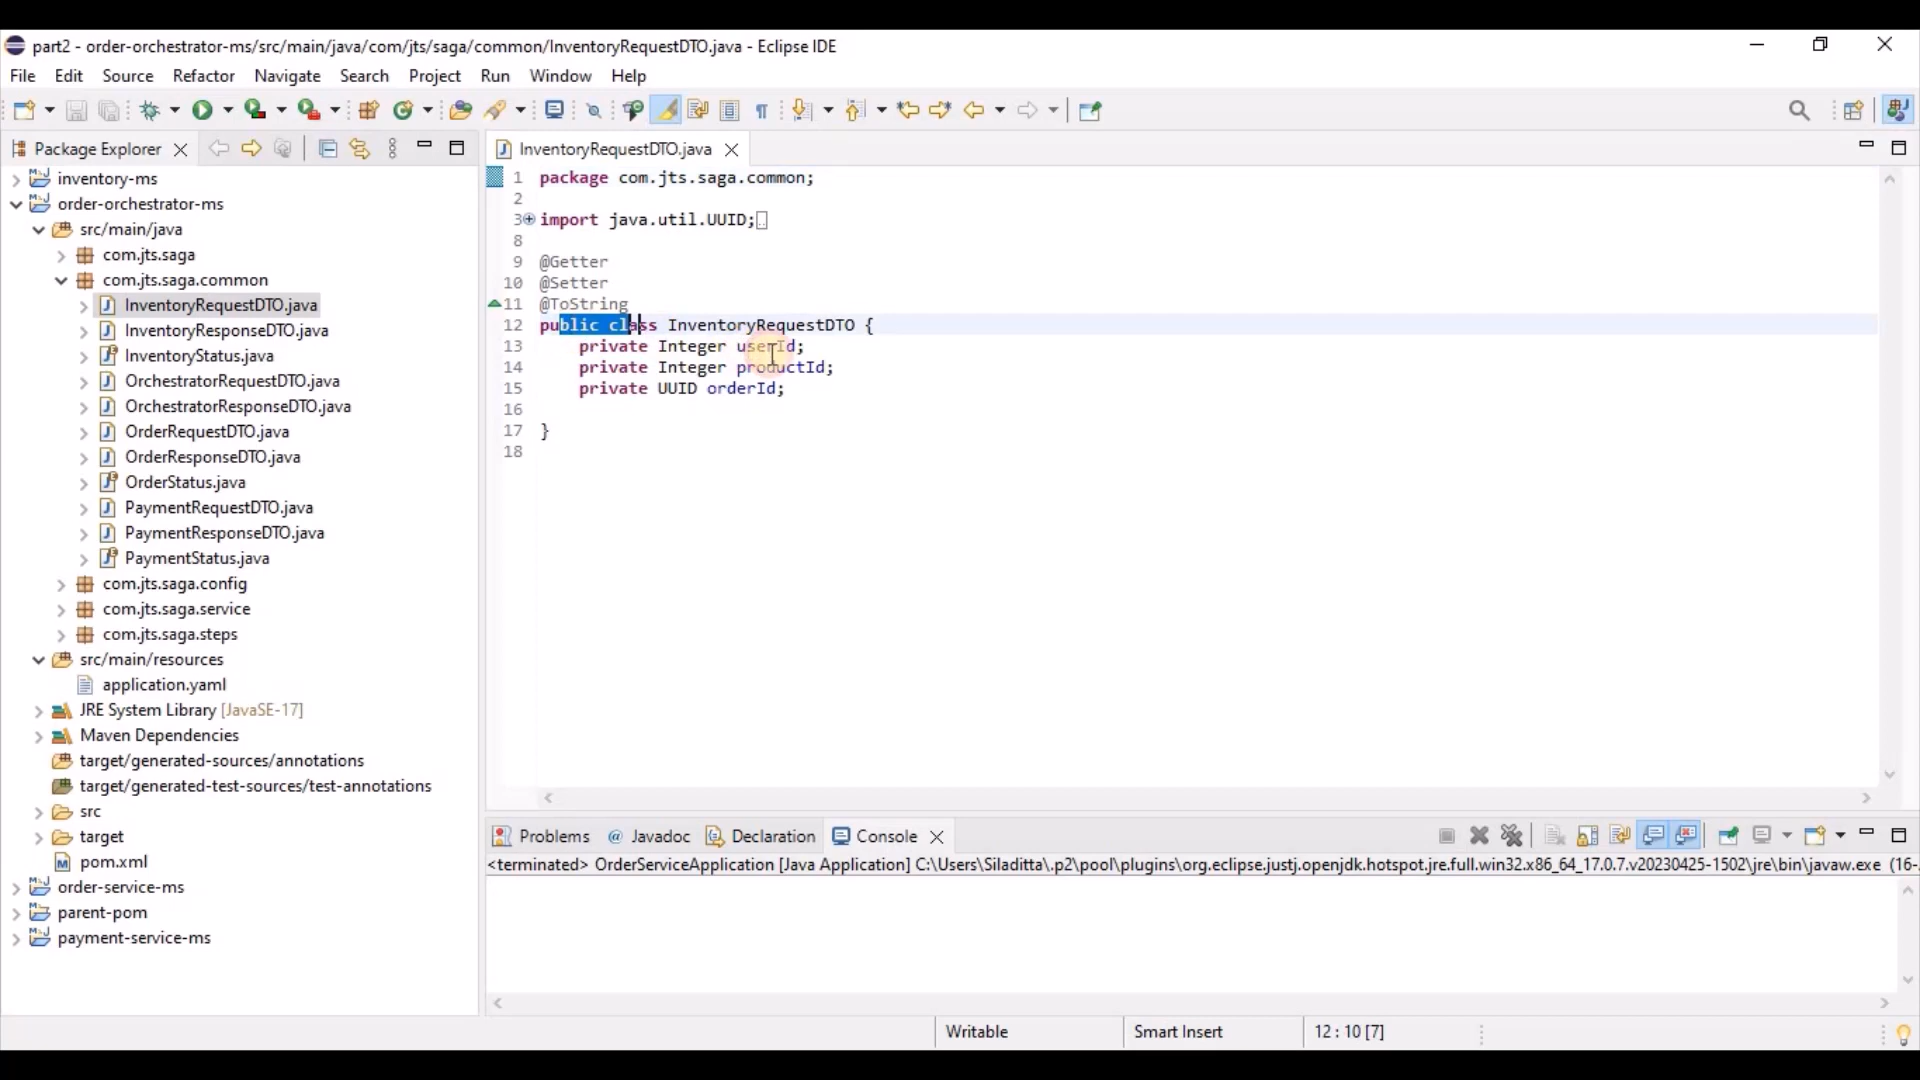 part2 - order-orchestrator-ms/src/main/java/com/jts/saga/common/InventoryRequestDTO.java - Eclipse IDE
File Edit Source Refactor Navigate Search Project Run Window Help
Package Explorer
inventory-ms
order-orchestrator-ms
src/main/java
com.jts.saga
com.jts.saga.common
InventoryRequestDTO.java
InventoryResponseDTO.java
InventoryStatus.java
OrchestratorRequestDTO.java
OrchestratorResponseDTO.java
OrderRequestDTO.java
OrderResponseDTO.java
OrderStatus.java
PaymentRequestDTO.java
PaymentResponseDTO.java
PaymentStatus.java
com.jts.saga.config
com.jts.saga.service
com.jts.saga.steps
src/main/resources
application.yaml
JRE System Library [JavaSE-17]
Maven Dependencies
target/generated-sources/annotations
target/generated-test-sources/test-annotations
src
target
pom.xml
order-service-ms
parent-pom
payment-service-ms
InventoryRequestDTO.java
1 package com.jts.saga.common;
2
3 import java.util.UUID;
8
9 @Getter
10 @Setter
11 @ToString
12 public class InventoryRequestDTO {
13 private Integer userId;
14 private Integer productId;
15 private UUID orderId;
16
17 }
18
Problems @ Javadoc Declaration Console
<terminated> OrderServiceApplication [Java Application] C:\Users\Siladitta\.p2\pool\plugins\org.eclipse.justj.openjdk.hotspot.jre.full.win32.x86_64_17.0.7.v20230425-1502\jre\bin\javaw.exe (16-
Writable Smart Insert 12 : 10 [7]